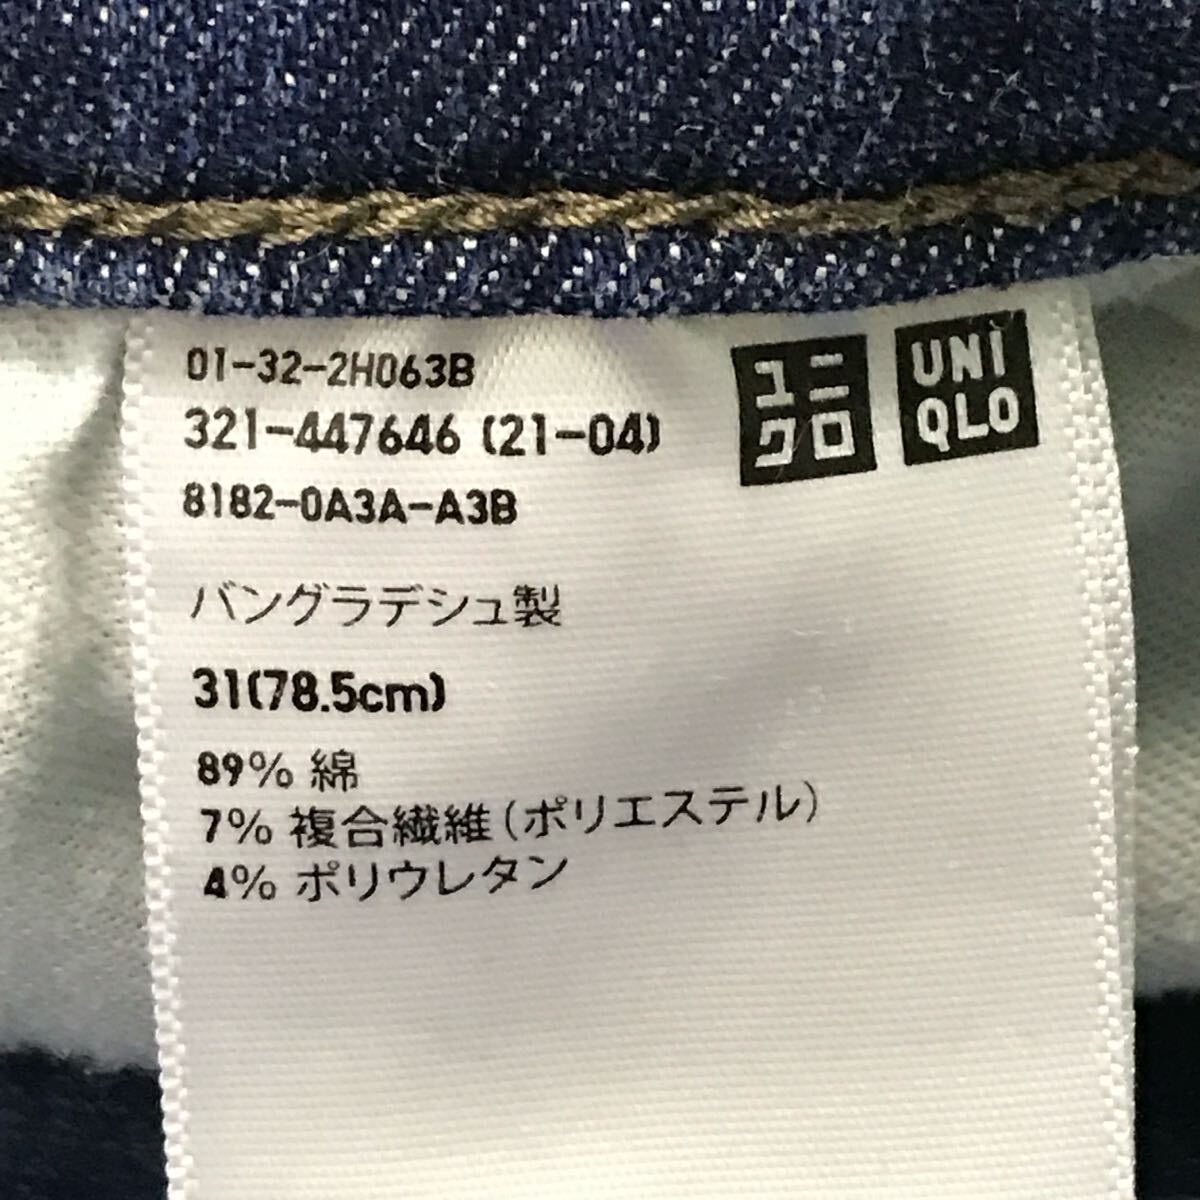 01-32-2H063B
321-447646 (21-04)
8182-0A3A-A3B
ユニ
クロ
UNI
QLO
バングラデシュ製
31(78.5cm)
89% 綿
7% 複合繊維(ポリエステル)
4% ポリウレタン